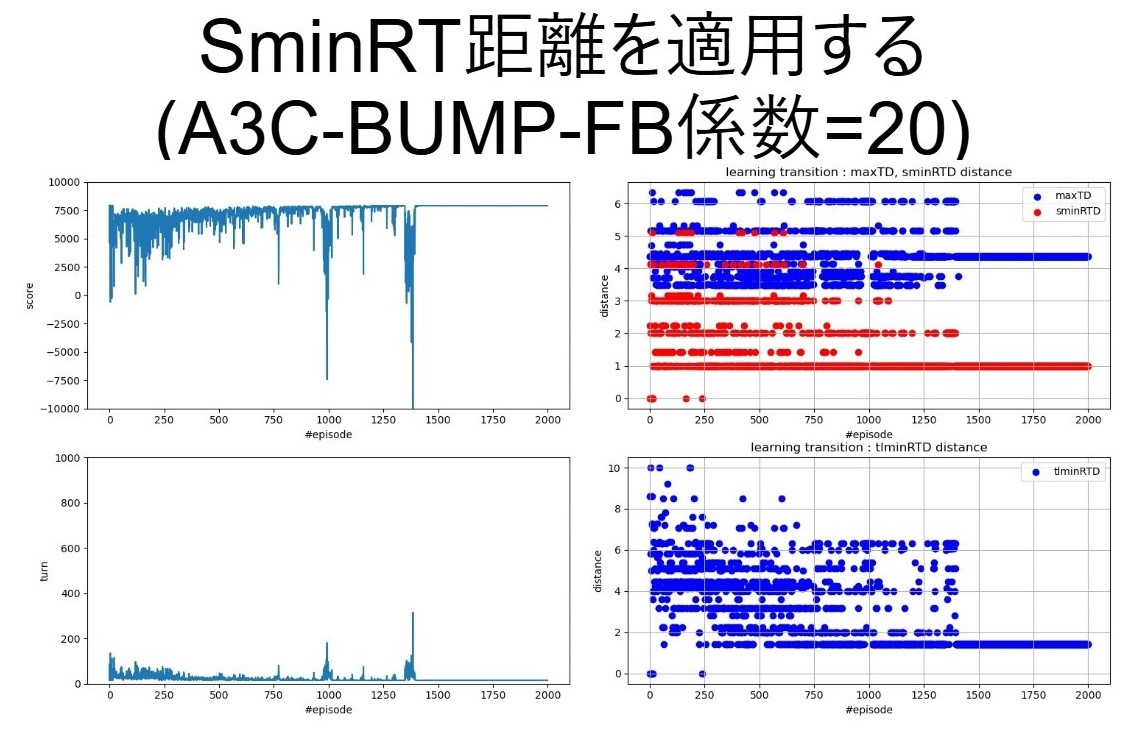 SminRT距離を適用する
(A3C-BUMP-FB係数=20)
10000
7500
5000
2500
0
−2500
−5000
−7500
−10000
score
0 250 500 750 1000 1250 1500 1750 2000
#episode
learning transition : maxTD, sminRTD distance
maxTD
sminRTD
6
5
4
3
2
1
0
distance
0 250 500 750 1000 1250 1500 1750 2000
#episode
1000
800
600
400
200
0
turn
0 250 500 750 1000 1250 1500 1750 2000
#episode
learning transition : tlminRTD distance
tlminRTD
10
8
6
4
2
0
distance
0 250 500 750 1000 1250 1500 1750 2000
#episode